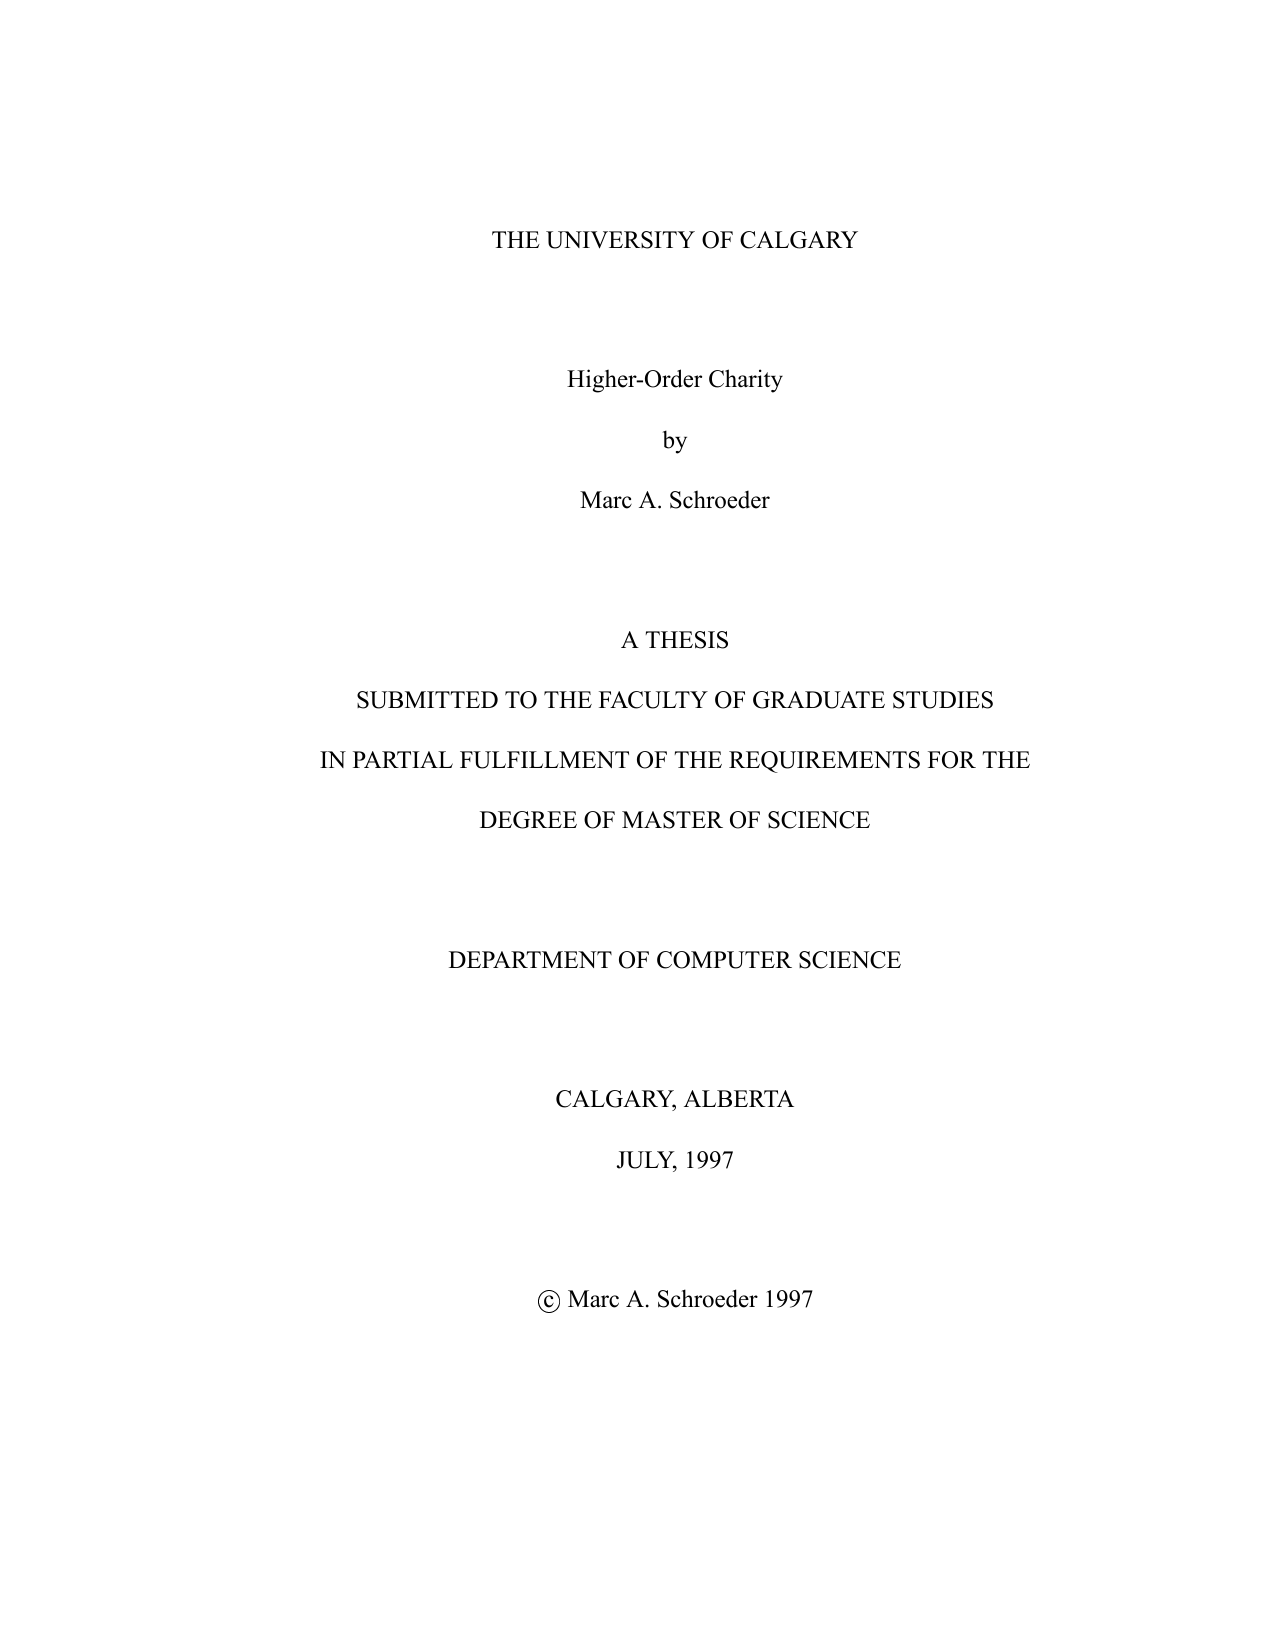 THE UNIVERSITY OF CALGARY
Higher-Order Charity
by
Marc A. Schroeder
A THESIS
SUBMITTED TO THE FACULTY OF GRADUATE STUDIES
IN PARTIAL FULFILLMENT OF THE REQUIREMENTS FOR THE
DEGREE OF MASTER OF SCIENCE
DEPARTMENT OF COMPUTER SCIENCE
CALGARY, ALBERTA
JULY, 1997
© Marc A. Schroeder 1997